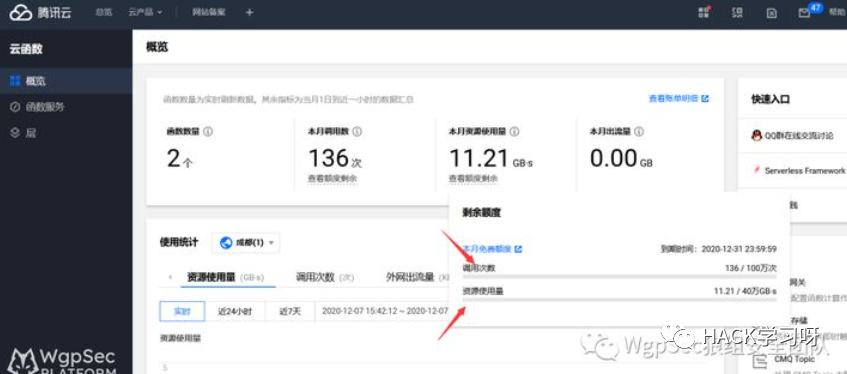 腾讯云 总览 云产品 网站备案 + 47 帮助
云函数
概览
函数服务
层
概览
函数数量为实时刷新数据，其余指标为当月1日到近一小时的数据汇总
查看账单明细
函数数量
2个
本月调用数
136次
查看额度剩余
本月资源使用量
11.21 GB·s
查看额度剩余
本月出流量
0.00 GB
快速入口
QQ群在线交流讨论
Serverless Framework
剩余额度
本月免费额度 到期时间：2020-12-31 23:59:59
调用次数 136 / 100万次
资源使用量 11.21 / 40万GB·s
使用统计 成都(1)
资源使用量 (GB·s) 调用次数 (次) 外网出流量
实时 近24小时 近7天 2020-12-07 15:42:12 ~ 2020-12-07
资源使用量
5
网关
配置函数计算
存储
CMQ Topic
HACK学习呀
WgpSec狼组安全团队
WgpSec
PLATFORM